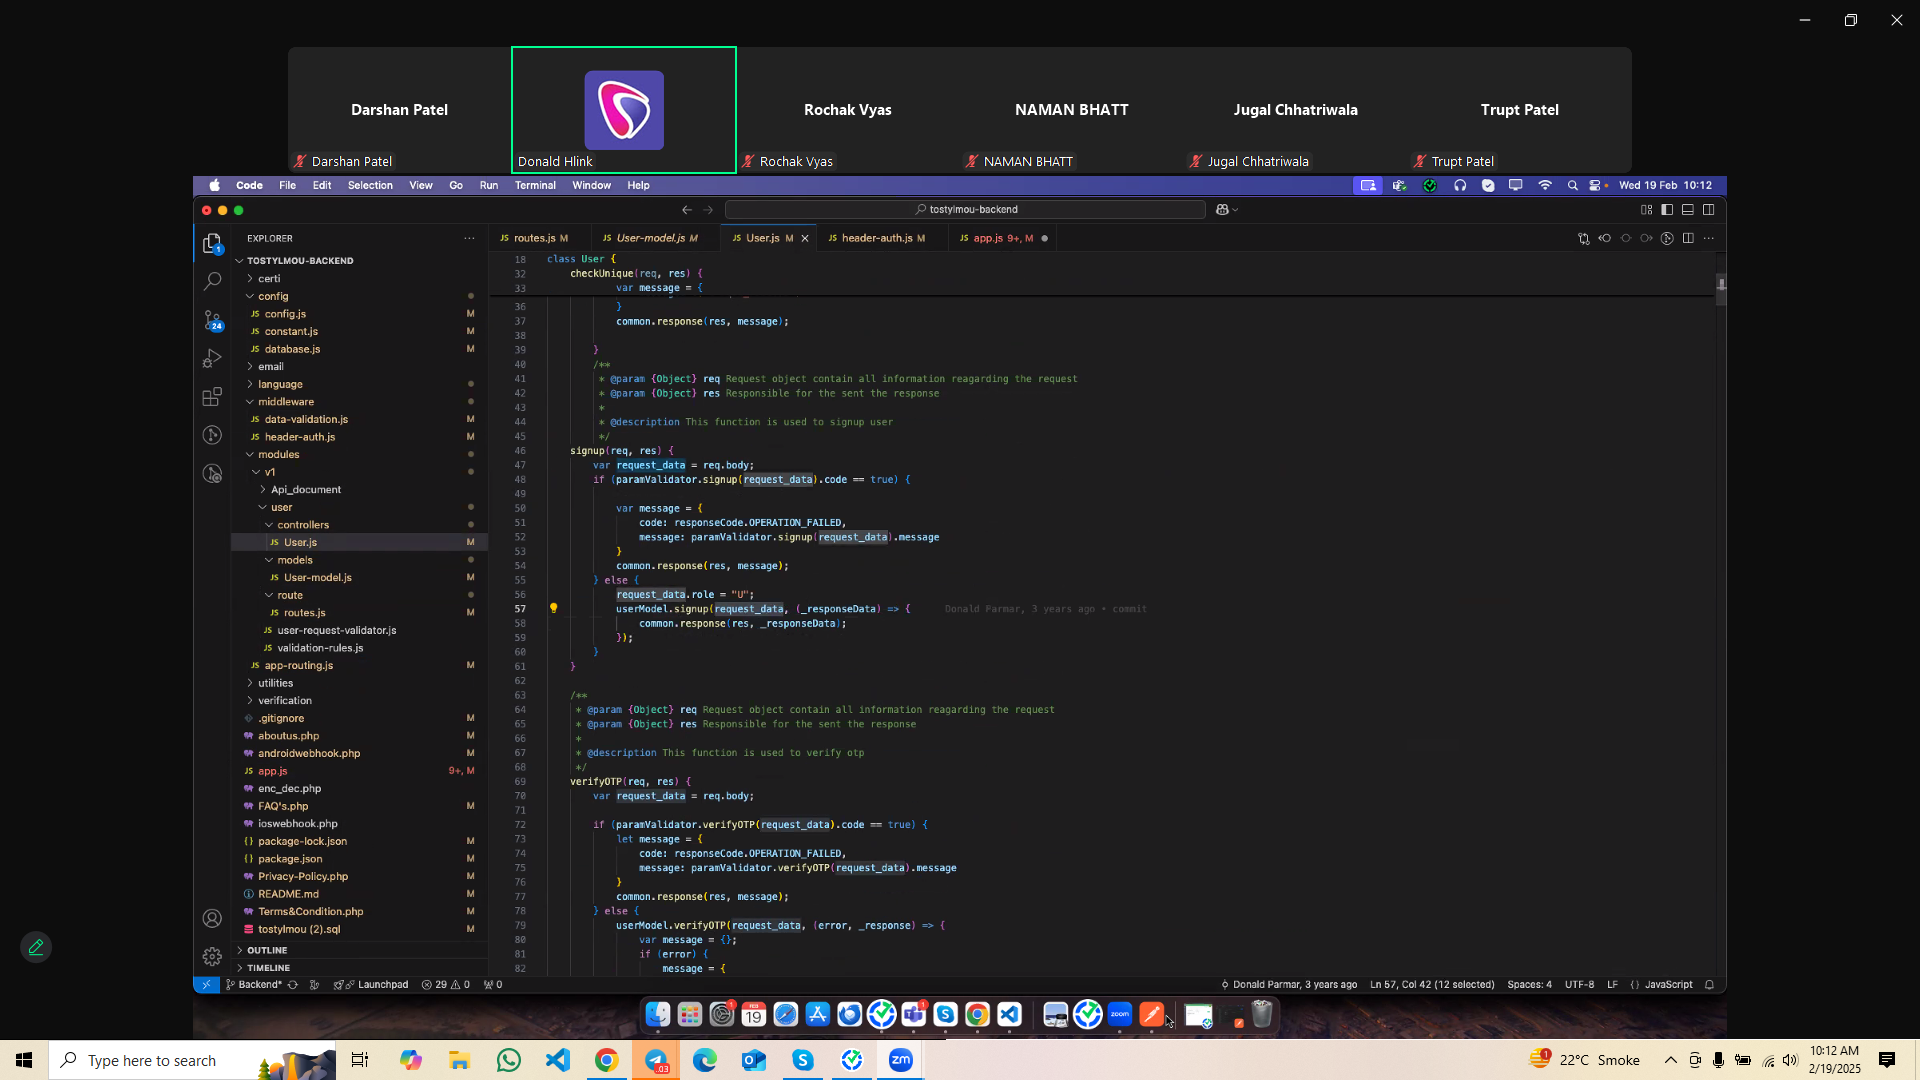 Darshan Patel
Rochak Vyas
NAMAN BHATT
Jugal Chhatriwala
Trupt Patel
Darshan Patel
Donald Hlink
Rochak Vyas
NAMAN BHATT
Jugal Chhatriwala
Trupt Patel
Code File Edit Selection View Go Run Terminal Window Help
Wed 19 Feb 10:12
tostylmou-backend
EXPLORER
routes.js M
User-model.js M
User.js M
header-auth.js M
app.js 9+, M
TOSTYLMOU-BACKEND
certi
config
config.js M
constant.js M
database.js M
email
language
middleware
data-validation.js M
header-auth.js M
modules
v1
Api_document
user
controllers
User.js M
models
User-model.js M
route
routes.js M
user-request-validator.js
validation-rules.js
app-routing.js M
utilities
verification
.gitignore M
aboutus.php M
androidwebhook.php M
app.js 9+, M
enc_dec.php
FAQ's.php M
ioswebhook.php
package-lock.json M
package.json M
Privacy-Policy.php M
README.md M
Terms&Condition.php M
tostylmou (2).sql M
OUTLINE
TIMELINE
18 class User {
32 checkUnique(req, res) {
33 var message = {
36 }
37 common.response(res, message);
38
39 }
40 /**
41 * @param {Object} req Request object contain all information reagarding the request
42 * @param {Object} res Responsible for the sent the response
43 *
44 * @description This function is used to signup user
45 */
46 signup(req, res) {
47 var request_data = req.body;
48 if (paramValidator.signup(request_data).code == true) {
49
50 var message = {
51 code: responseCode.OPERATION_FAILED,
52 message: paramValidator.signup(request_data).message
53 }
54 common.response(res, message);
55 } else {
56 request_data.role = "U";
57 userModel.signup(request_data, (_responseData) => { Donald Parmar, 3 years ago • commit
58 common.response(res, _responseData);
59 });
60 }
61 }
62
63 /**
64 * @param {Object} req Request object contain all information reagarding the request
65 * @param {Object} res Responsible for the sent the response
66 *
67 * @description This function is used to verify otp
68 */
69 verifyOTP(req, res) {
70 var request_data = req.body;
71
72 if (paramValidator.verifyOTP(request_data).code == true) {
73 let message = {
74 code: responseCode.OPERATION_FAILED,
75 message: paramValidator.verifyOTP(request_data).message
76 }
77 common.response(res, message);
78 } else {
79 userModel.verifyOTP(request_data, (error, _response) => {
80 var message = {};
81 if (error) {
82 message = {
Backend* Launchpad 29 0 0
Donald Parmar, 3 years ago Ln 57, Col 42 (12 selected) Spaces: 4 UTF-8 LF {} JavaScript
Type here to search
22°C Smoke
10:12 AM
2/19/2025